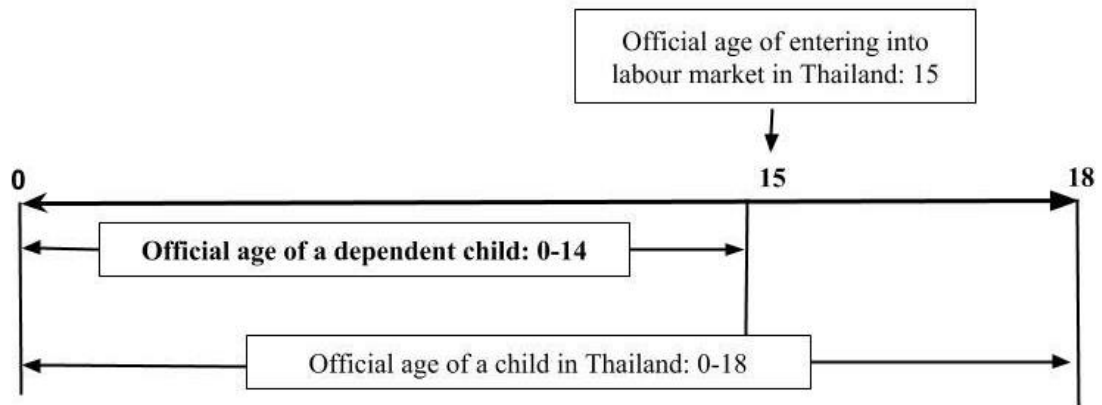 Official age of entering into
labour market in Thailand: 15
0
15
18
Official age of a dependent child: 0-14
Official age of a child in Thailand: 0-18